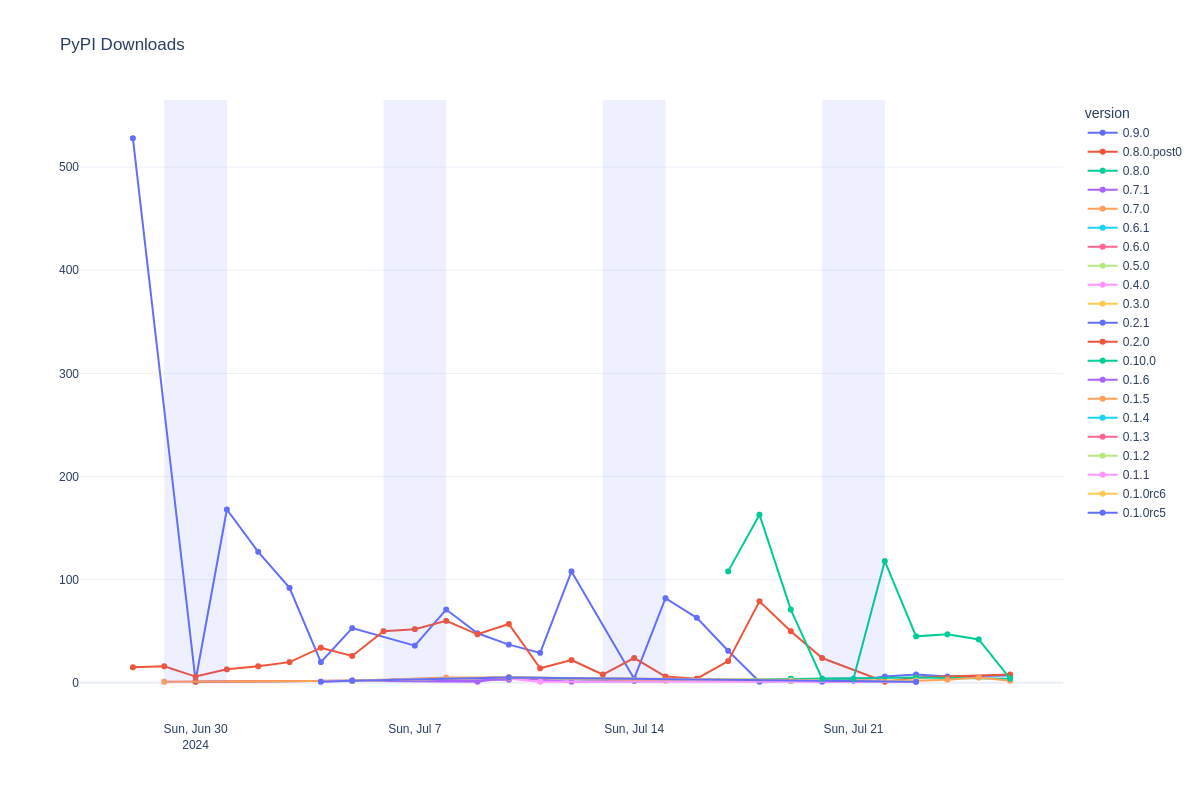 PyPI Downloads
500
400
300
200
100
0
Sun, Jun 30
2024
Sun, Jul 7
Sun, Jul 14
Sun, Jul 21
version
0.9.0
0.8.0.post0
0.8.0
0.7.1
0.7.0
0.6.1
0.6.0
0.5.0
0.4.0
0.3.0
0.2.1
0.2.0
0.10.0
0.1.6
0.1.5
0.1.4
0.1.3
0.1.2
0.1.1
0.1.0rc6
0.1.0rc5